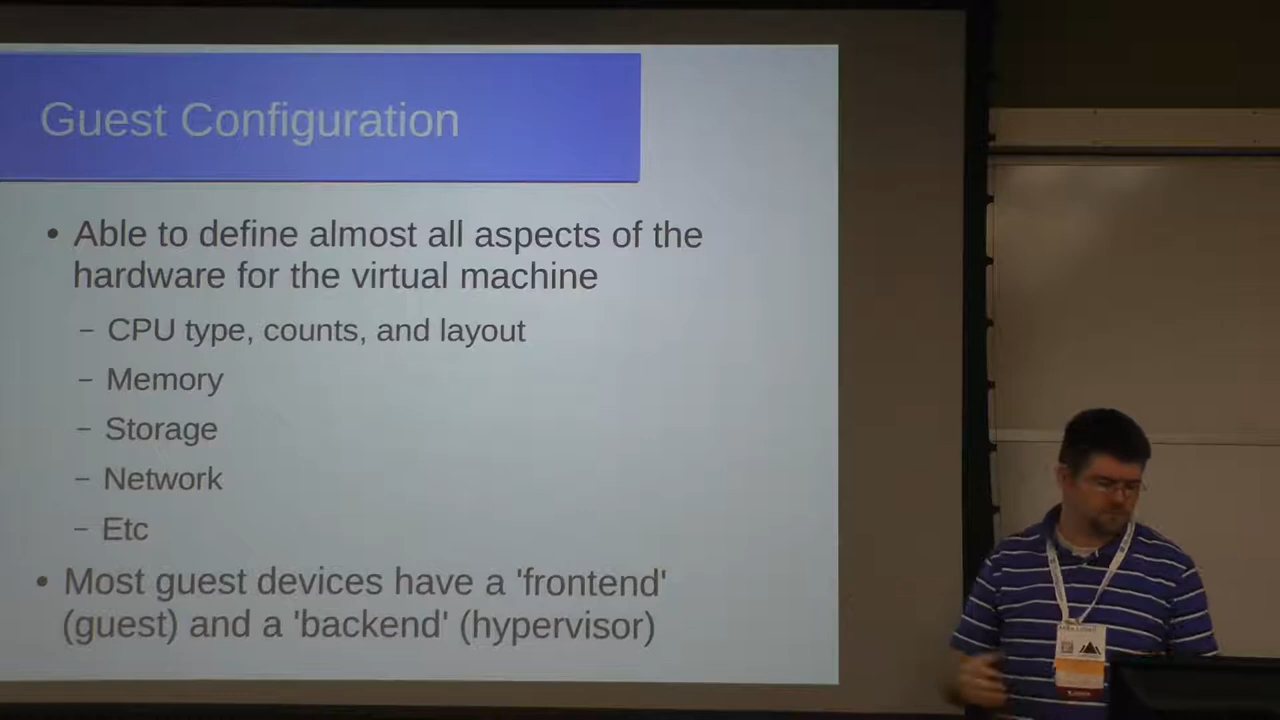 Guest Configuration
• Able to define almost all aspects of the
hardware for the virtual machine
– CPU type, counts, and layout
– Memory
– Storage
– Network
– Etc
• Most guest devices have a 'frontend'
(guest) and a 'backend' (hypervisor)